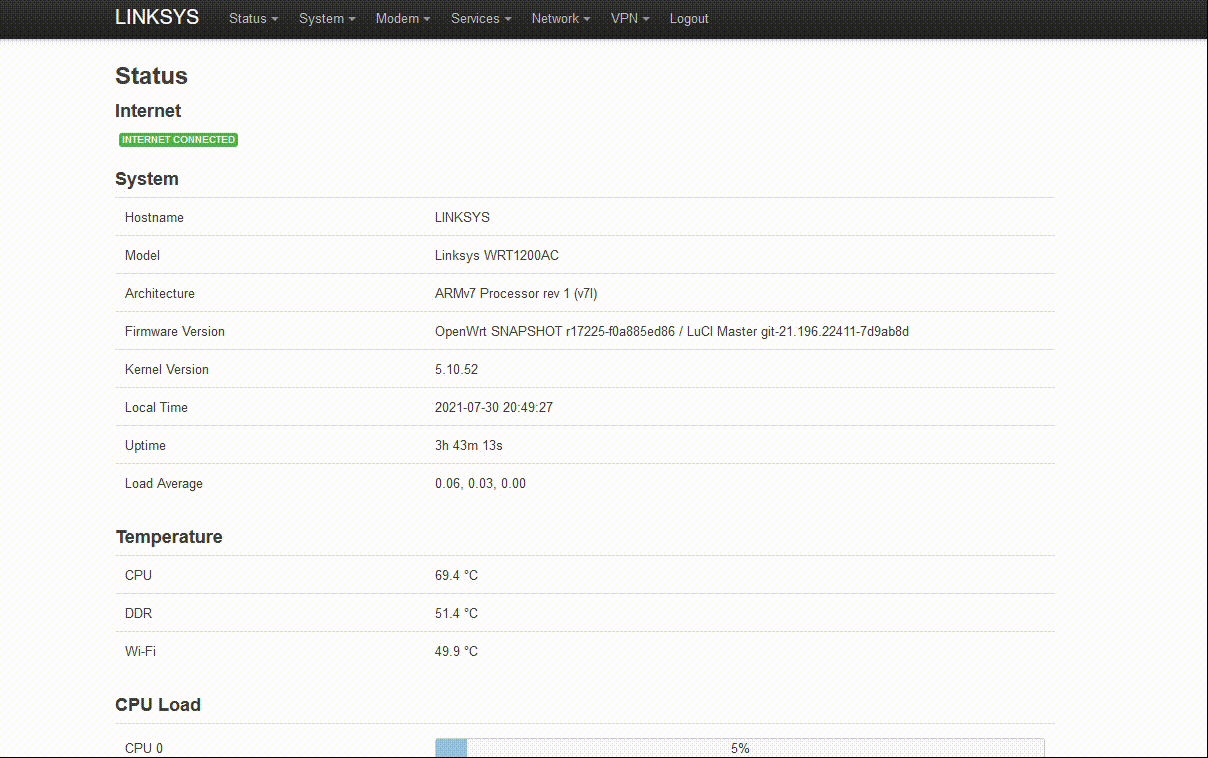 LINKSYS Status System Modem Services Network VPN Logout
Status
Internet
INTERNET CONNECTED
System
Hostname LINKSYS
Model Linksys WRT1200AC
Architecture ARMv7 Processor rev 1 (v7l)
Firmware Version OpenWrt SNAPSHOT r17225-f0a885ed86 / LuCI Master git-21.196.22411-7d9ab8d
Kernel Version 5.10.52
Local Time 2021-07-30 20:49:27
Uptime 3h 43m 13s
Load Average 0.06, 0.03, 0.00
Temperature
CPU 69.4 °C
DDR 51.4 °C
Wi-Fi 49.9 °C
CPU Load
CPU 0 5%